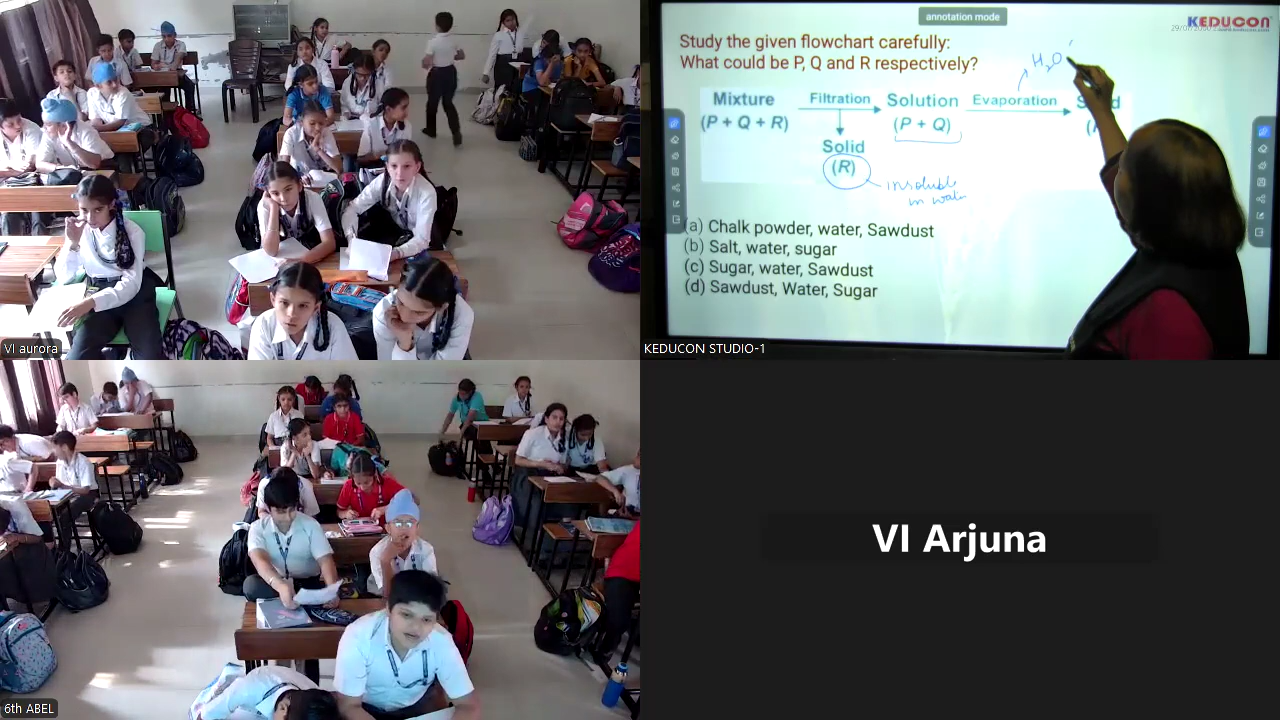 annotation mode
KEDUCON
Study the given flowchart carefully:
What could be P, Q and R respectively?
H₂O
Mixture Filtration Solution Evaporation
(P + Q + R) (P + Q)
Solid
(R)
insoluble
in water
(a) Chalk powder, water, Sawdust
(b) Salt, water, sugar
(c) Sugar, water, Sawdust
(d) Sawdust, Water, Sugar
VI aurora
KEDUCON STUDIO-1
VI Arjuna
6th ABEL